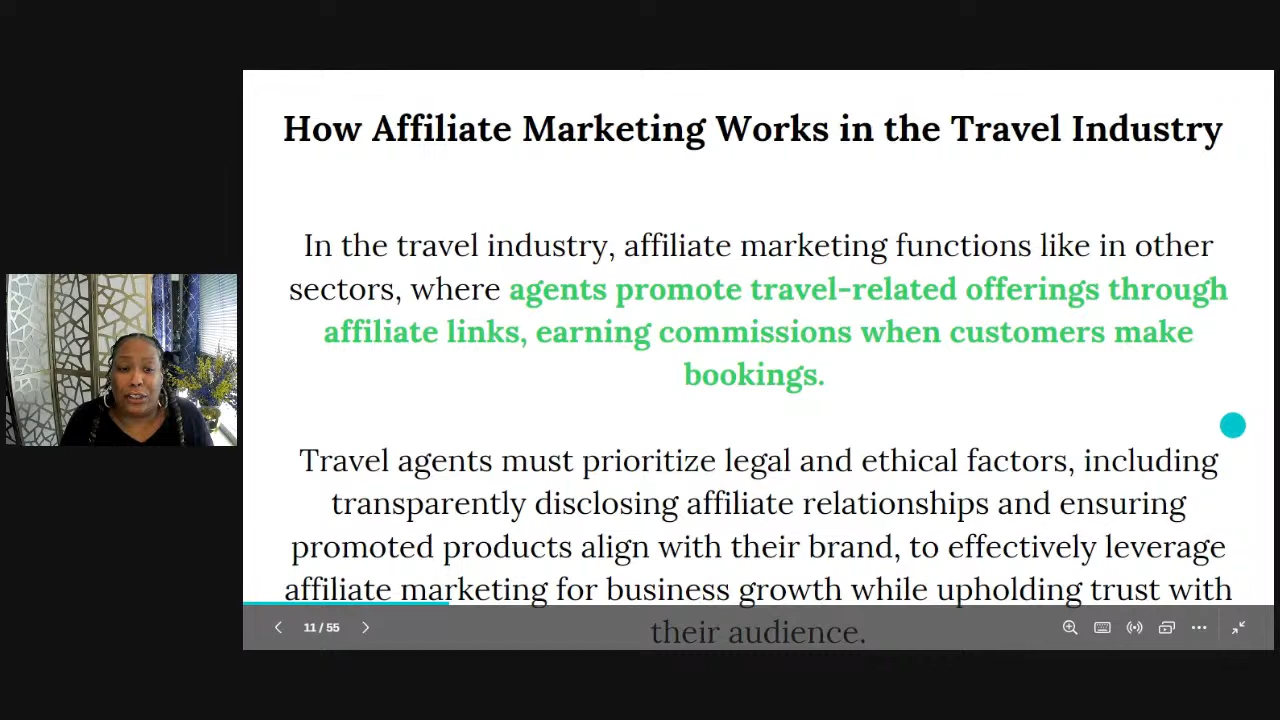 How Affiliate Marketing Works in the Travel Industry
In the travel industry, affiliate marketing functions like in other
sectors, where agents promote travel-related offerings through
affiliate links, earning commissions when customers make
bookings.
Travel agents must prioritize legal and ethical factors, including
transparently disclosing affiliate relationships and ensuring
promoted products align with their brand, to effectively leverage
affiliate marketing for business growth while upholding trust with
their audience.
11 / 55